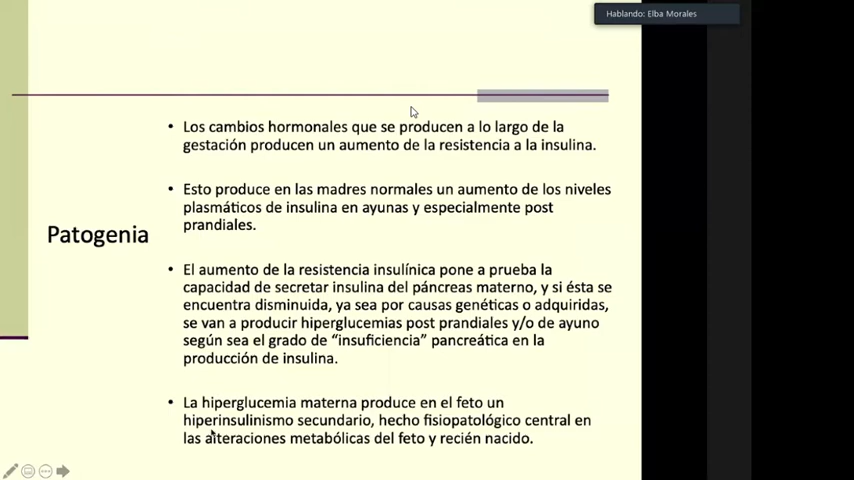 Hablando: Elba Morales
Patogenia
• Los cambios hormonales que se producen a lo largo de la
gestación producen un aumento de la resistencia a la insulina.
• Esto produce en las madres normales un aumento de los niveles
plasmáticos de insulina en ayunas y especialmente post
prandiales.
• El aumento de la resistencia insulínica pone a prueba la
capacidad de secretar insulina del páncreas materno, y si ésta se
encuentra disminuida, ya sea por causas genéticas o adquiridas,
se van a producir hiperglucemias post prandiales y/o de ayuno
según sea el grado de “insuficiencia” pancreática en la
producción de insulina.
• La hiperglucemia materna produce en el feto un
hiperinsulinismo secundario, hecho fisiopatológico central en
las alteraciones metabólicas del feto y recién nacido.